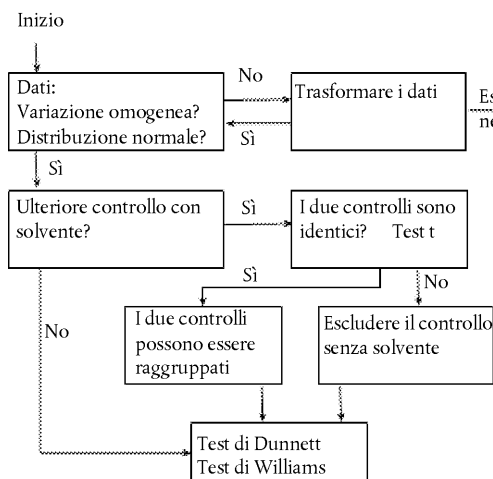 Inizio
Dati:
Variazione omogenea?
Distribuzione normale?
No
Sì
Trasformare i dati
Sì
Ulteriore controllo con
solvente?
Sì
I due controlli sono
identici? Test t
Sì
No
No
I due controlli
possono essere
raggruppati
Escludere il controllo
senza solvente
Test di Dunnett
Test di Williams